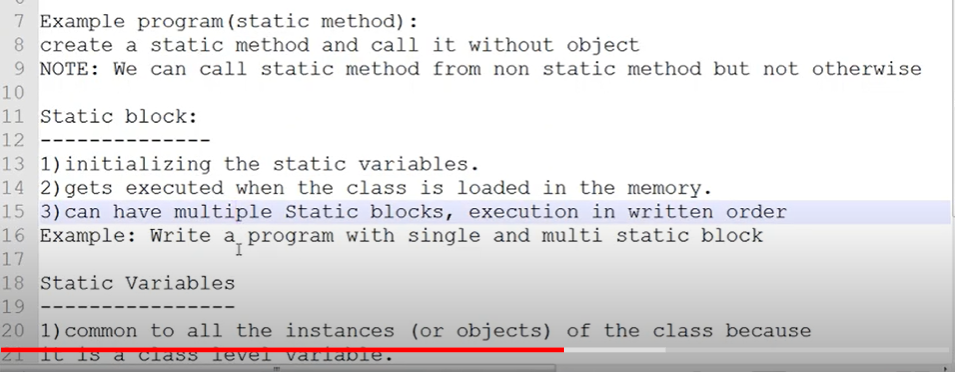 7 Example program(static method):
8 create a static method and call it without object
9 NOTE: We can call static method from non static method but not otherwise
10
11 Static block:
12 --------------
13 1)initializing the static variables.
14 2)gets executed when the class is loaded in the memory.
15 3)can have multiple Static blocks, execution in written order
16 Example: Write a program with single and multi static block
17
18 Static Variables
19 ----------------
20 1)common to all the instances (or objects) of the class because
21 it is a class level variable.